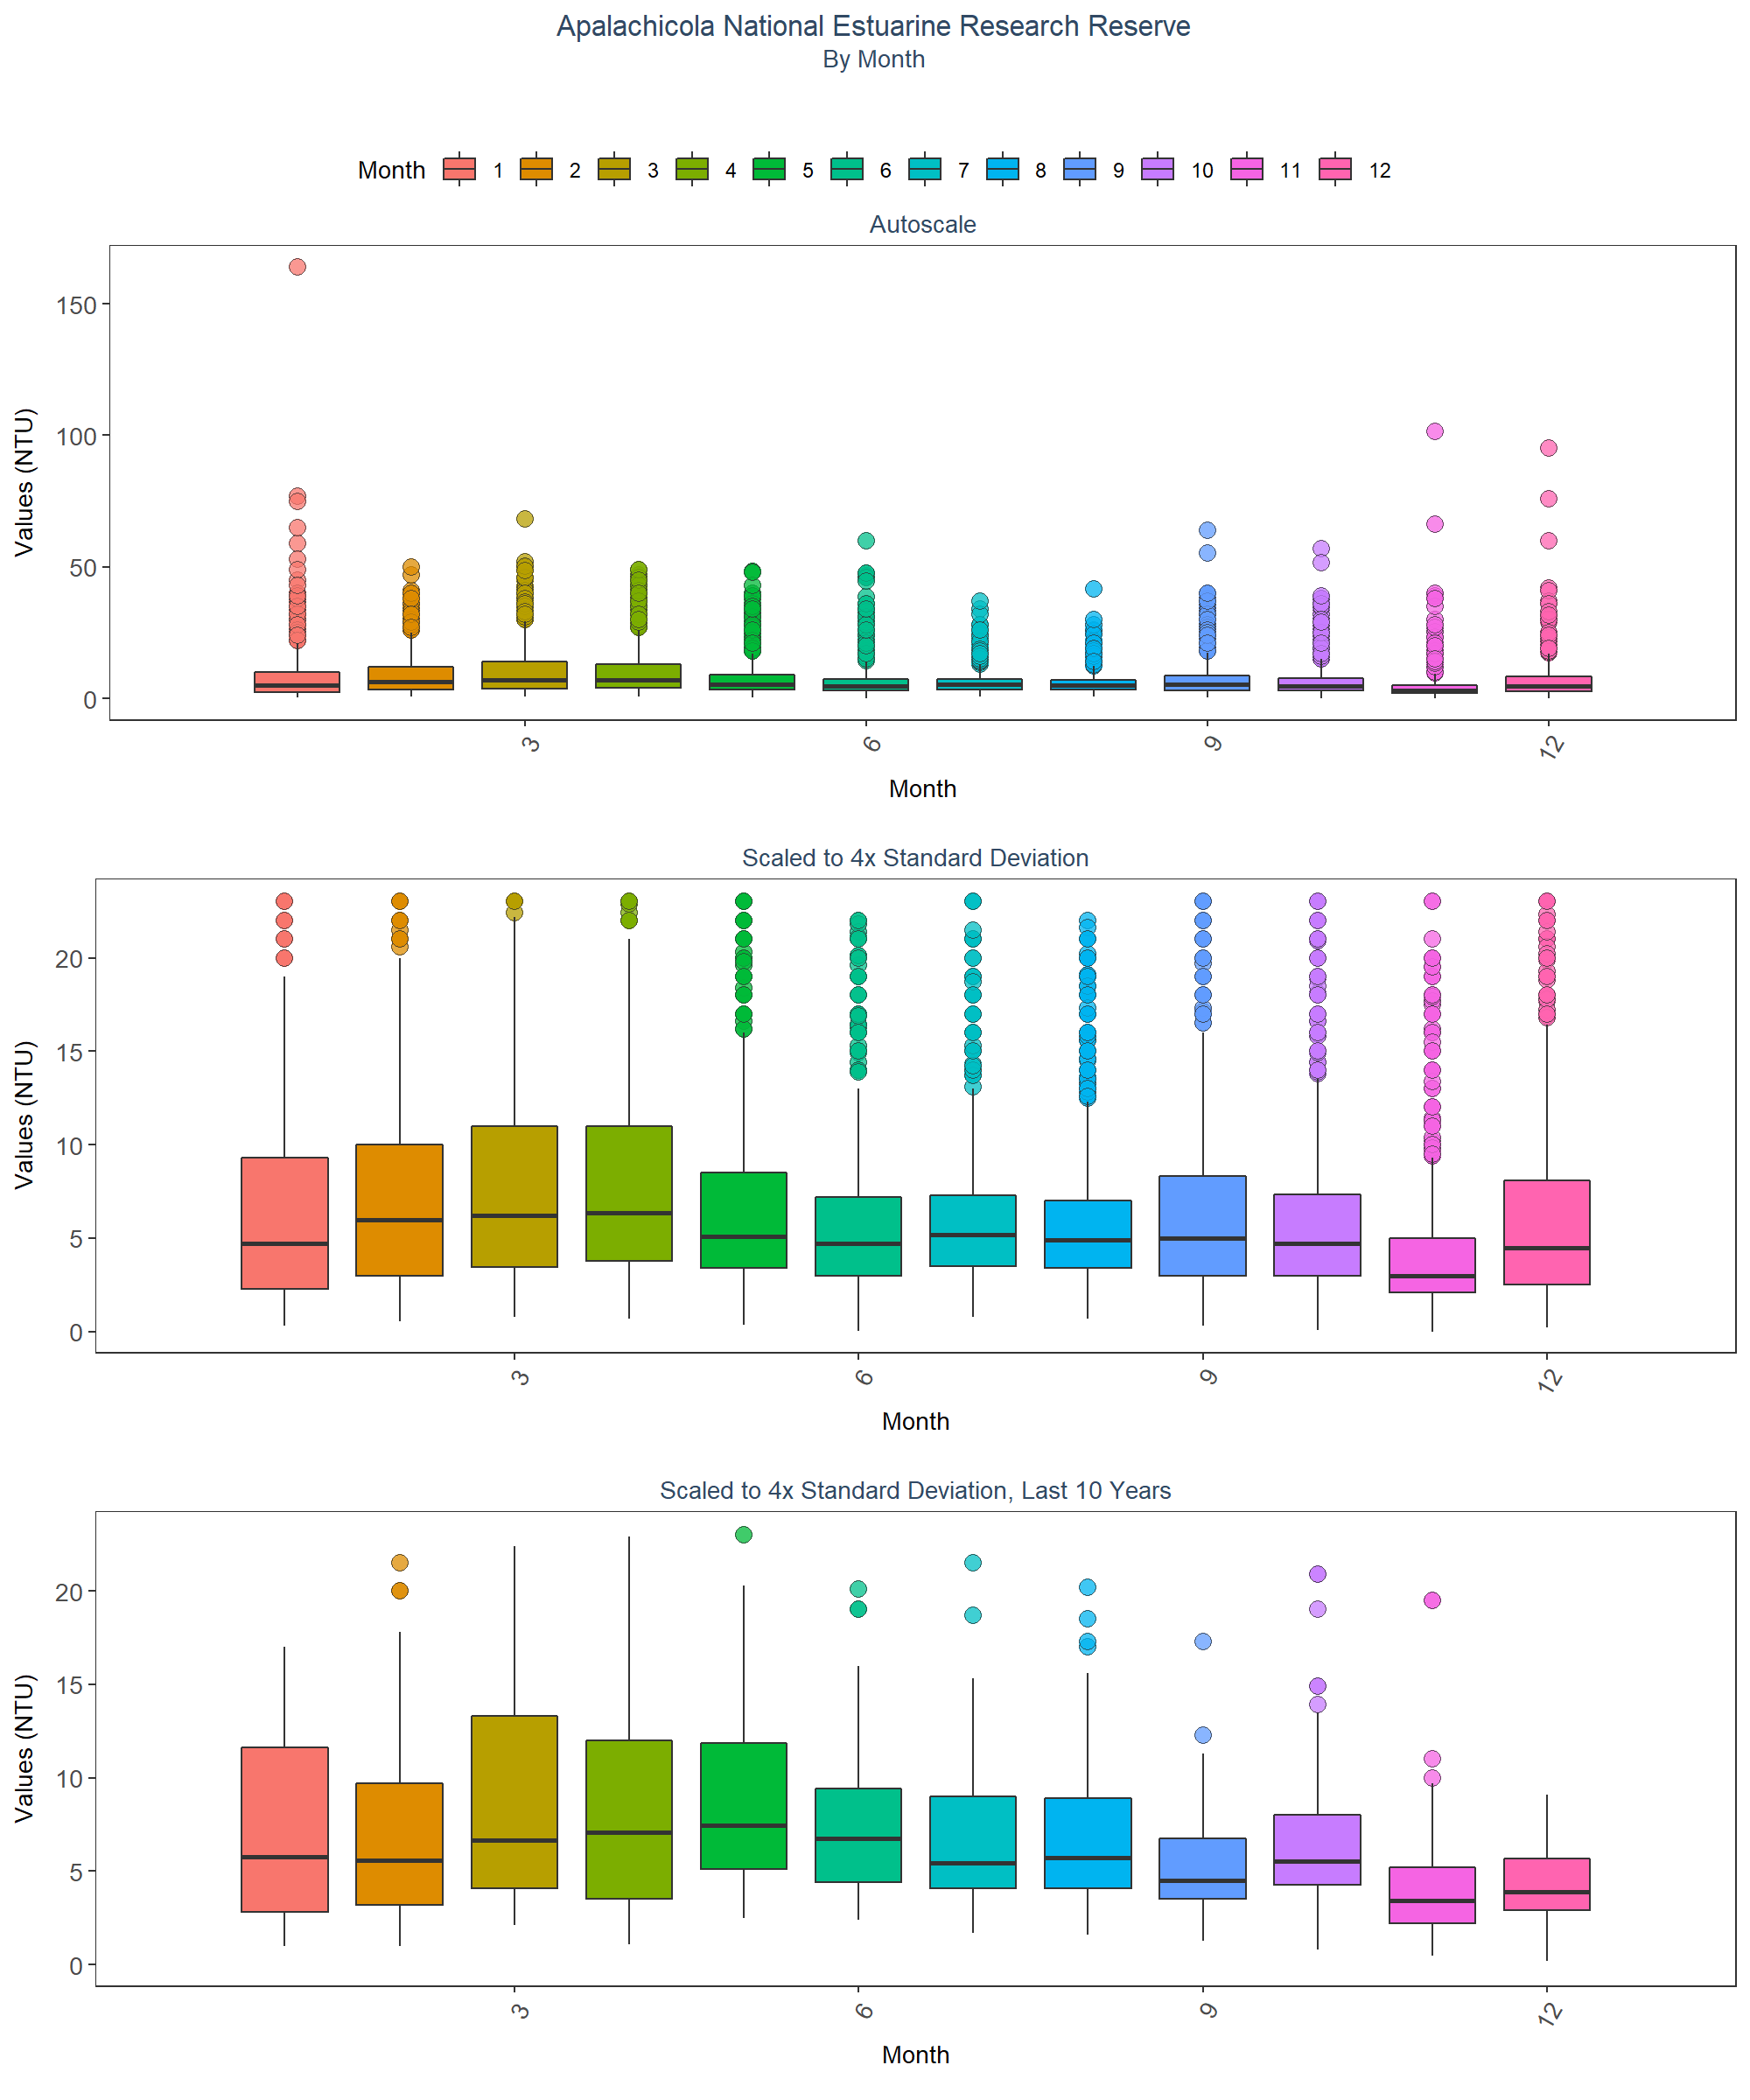 Apalachicola National Estuarine Research Reserve
By Month
Month 1 2 3 4 5 6 7 8 9 10 11 12
Autoscale
Values (NTU)
150
100
50
0
3 6 9 12
Month
Scaled to 4x Standard Deviation
Values (NTU)
20
15
10
5
0
3 6 9 12
Month
Scaled to 4x Standard Deviation, Last 10 Years
Values (NTU)
20
15
10
5
0
3 6 9 12
Month